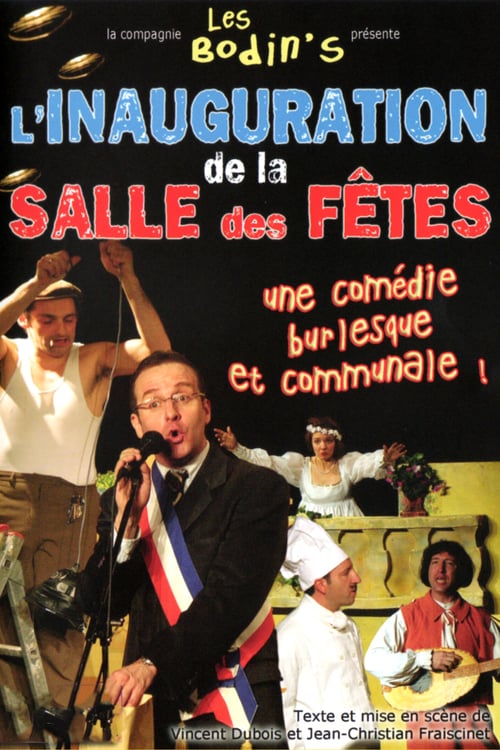 la compagnie Les Bodin's présente
L'INAUGURATION
de la
SALLE des FÊTES
une comédie
burlesque
et communale !
Texte et mise en scène de
Vincent Dubois et Jean-Christian Fraiscinet